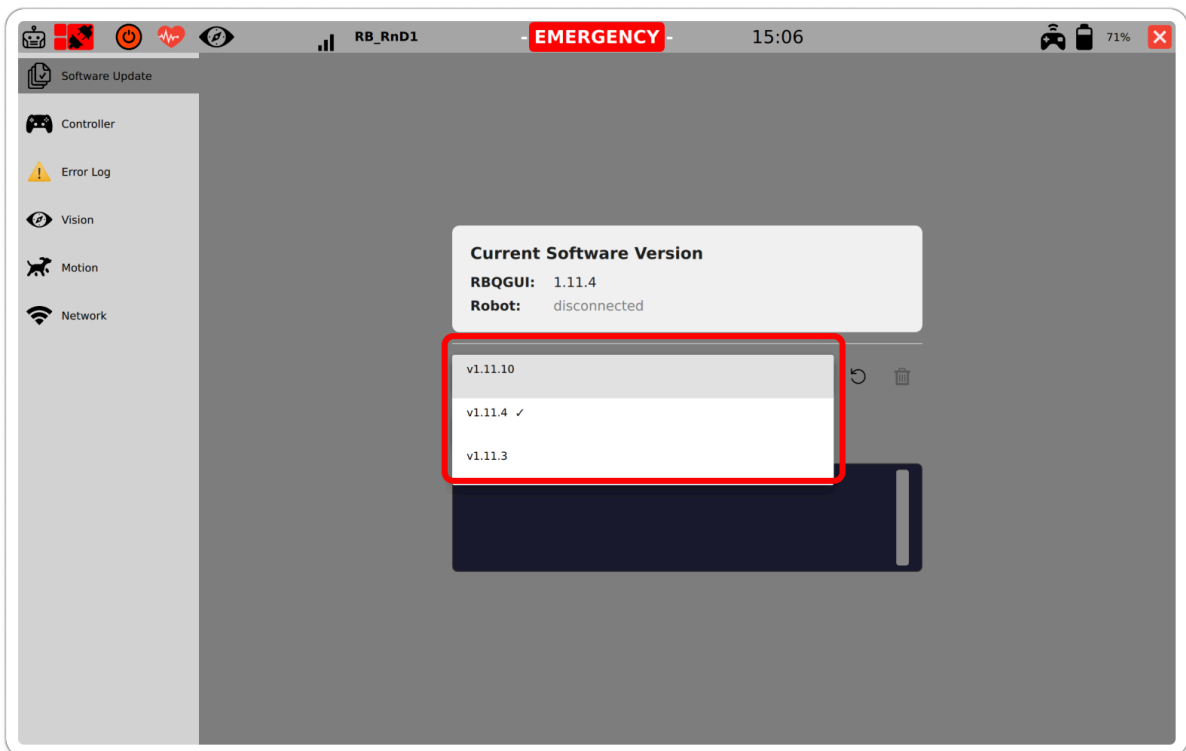 RB_RnD1
- EMERGENCY -
15:06
71%
Software Update
Controller
Error Log
Vision
Motion
Network
Current Software Version
RBQGUI: 1.11.4
Robot: disconnected
v1.11.10
v1.11.4 ✓
v1.11.3